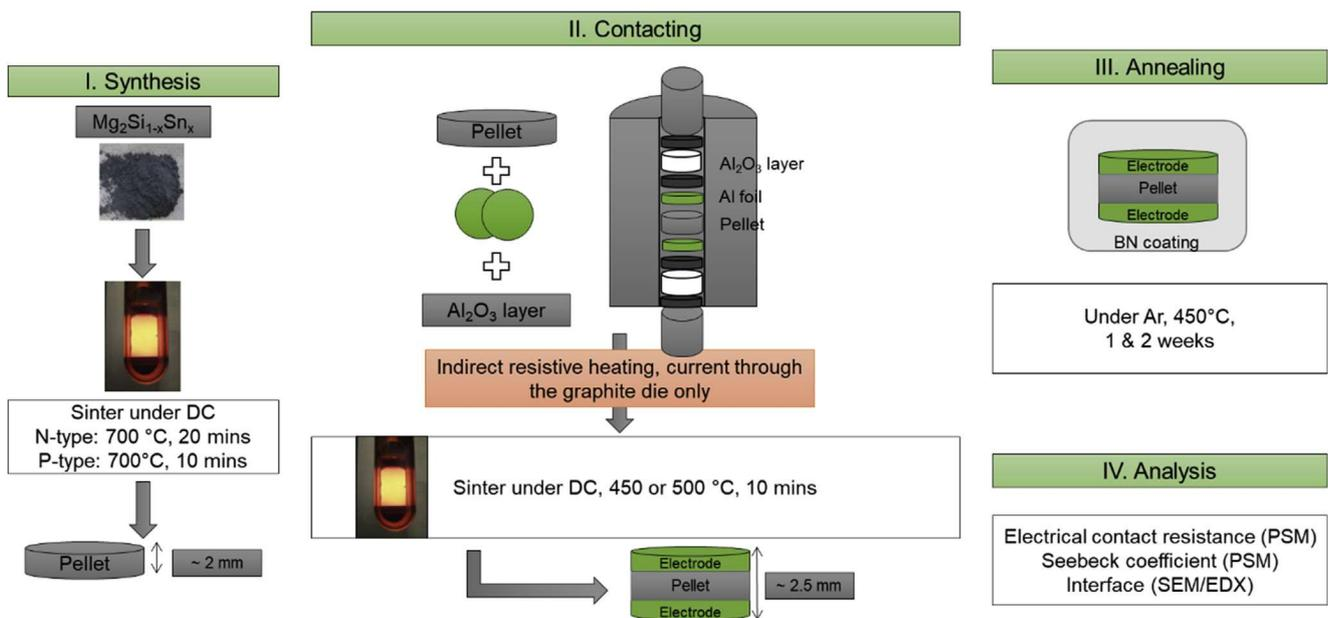 I. Synthesis
Mg₂Si₁₋ₓSnₓ
Sinter under DC
N-type: 700 °C, 20 mins
P-type: 700°C, 10 mins
Pellet
~ 2 mm
II. Contacting
Pellet
Al₂O₃ layer
Al₂O₃ layer
Al foil
Pellet
Indirect resistive heating, current through
the graphite die only
Sinter under DC, 450 or 500 °C, 10 mins
Electrode
Pellet
Electrode
~ 2.5 mm
III. Annealing
Electrode
Pellet
Electrode
BN coating
Under Ar, 450°C,
1 & 2 weeks
IV. Analysis
Electrical contact resistance (PSM)
Seebeck coefficient (PSM)
Interface (SEM/EDX)